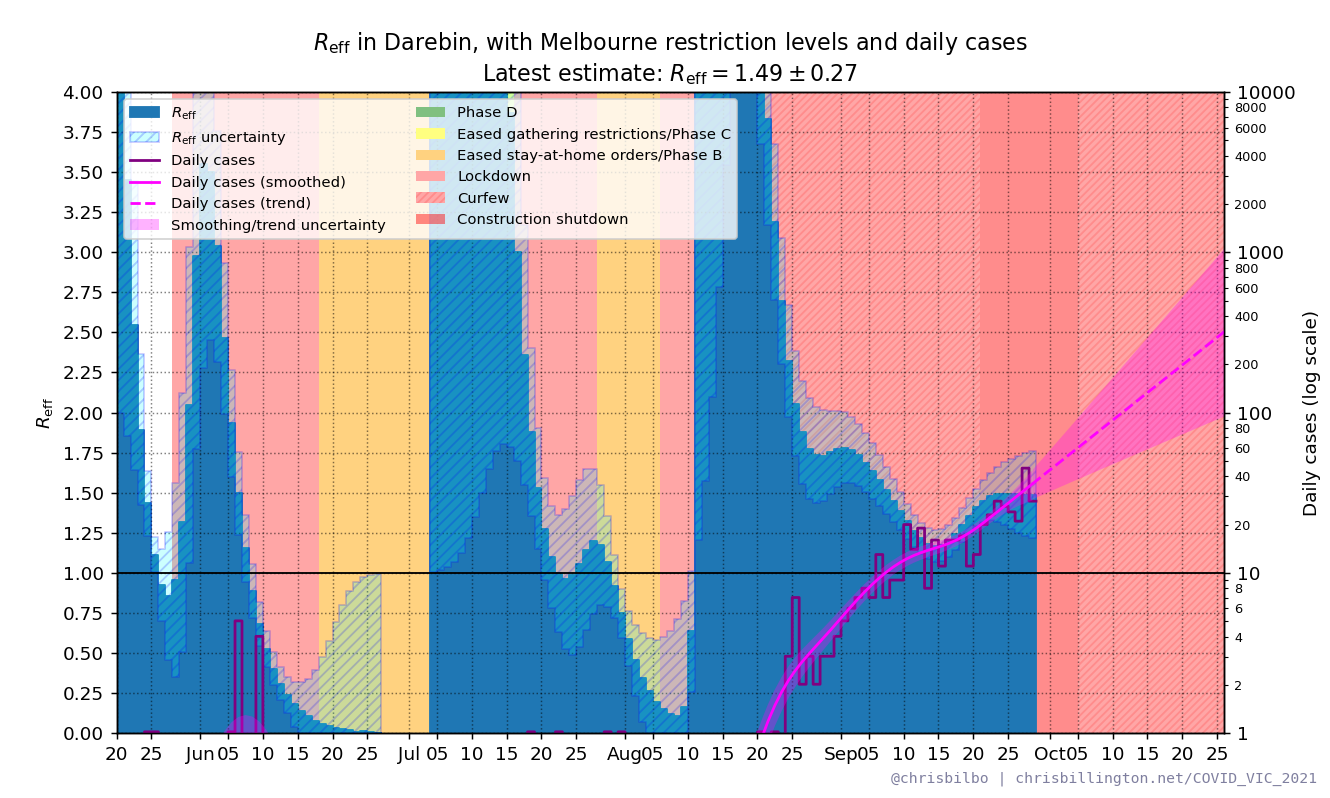 Reff in Darebin, with Melbourne restriction levels and daily cases
Latest estimate: Reff = 1.49 ± 0.27
Reff
Reff uncertainty
Daily cases
Daily cases (smoothed)
Daily cases (trend)
Smoothing/trend uncertainty
Phase D
Eased gathering restrictions/Phase C
Eased stay-at-home orders/Phase B
Lockdown
Curfew
Construction shutdown
4.00
3.75
3.50
3.25
3.00
2.75
2.50
2.25
2.00
1.75
1.50
1.25
1.00
0.75
0.50
0.25
0.00
Reff
10000
8000
6000
4000
2000
1000
800
600
400
200
100
80
60
40
20
10
8
6
4
2
1
Daily cases (log scale)
20 25 Jun 05 10 15 20 25 Jul 05 10 15 20 25 Aug 05 10 15 20 25 Sep 05 10 15 20 25 Oct 05 10 15 20 25
@chrisbilbo | chrisbillington.net/COVID_VIC_2021